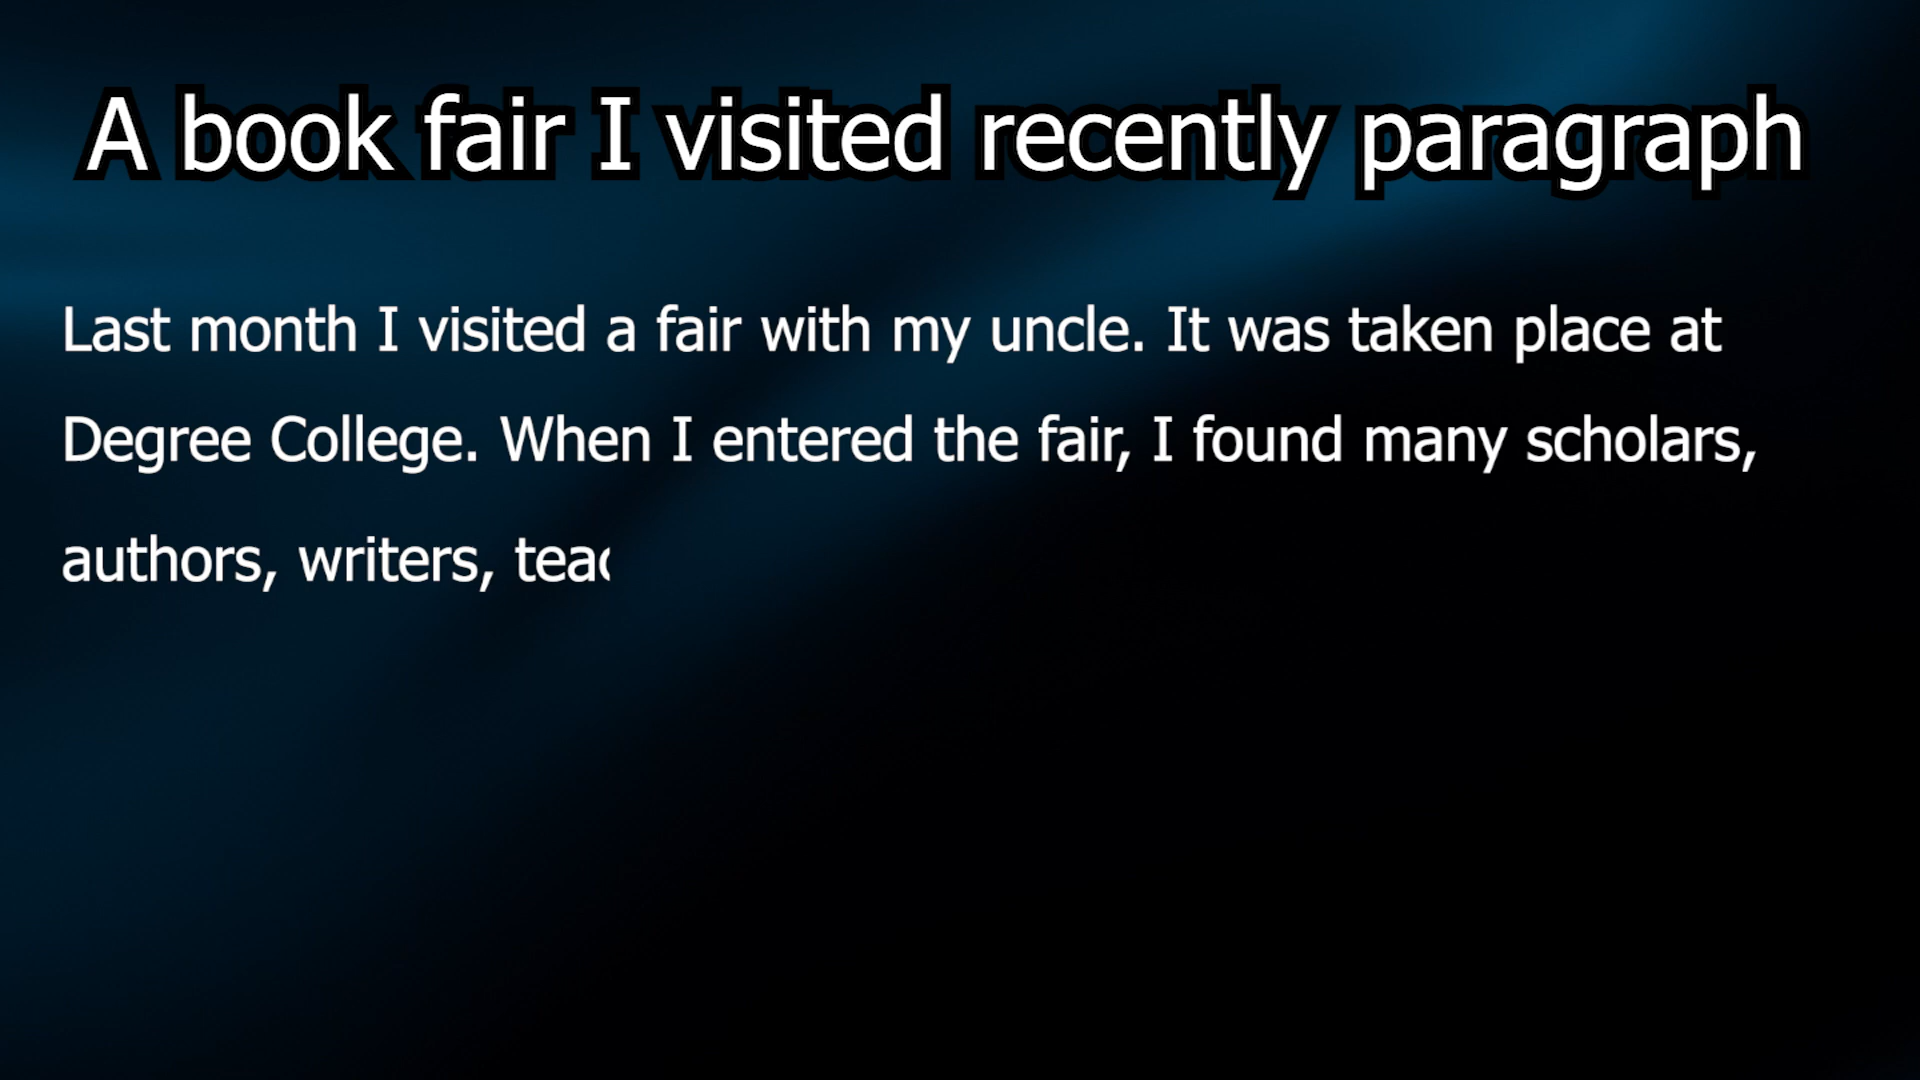 A book fair I visited recently paragraph
Last month I visited a fair with my uncle. It was taken place at
Degree College. When I entered the fair, I found many scholars,
authors, writers,